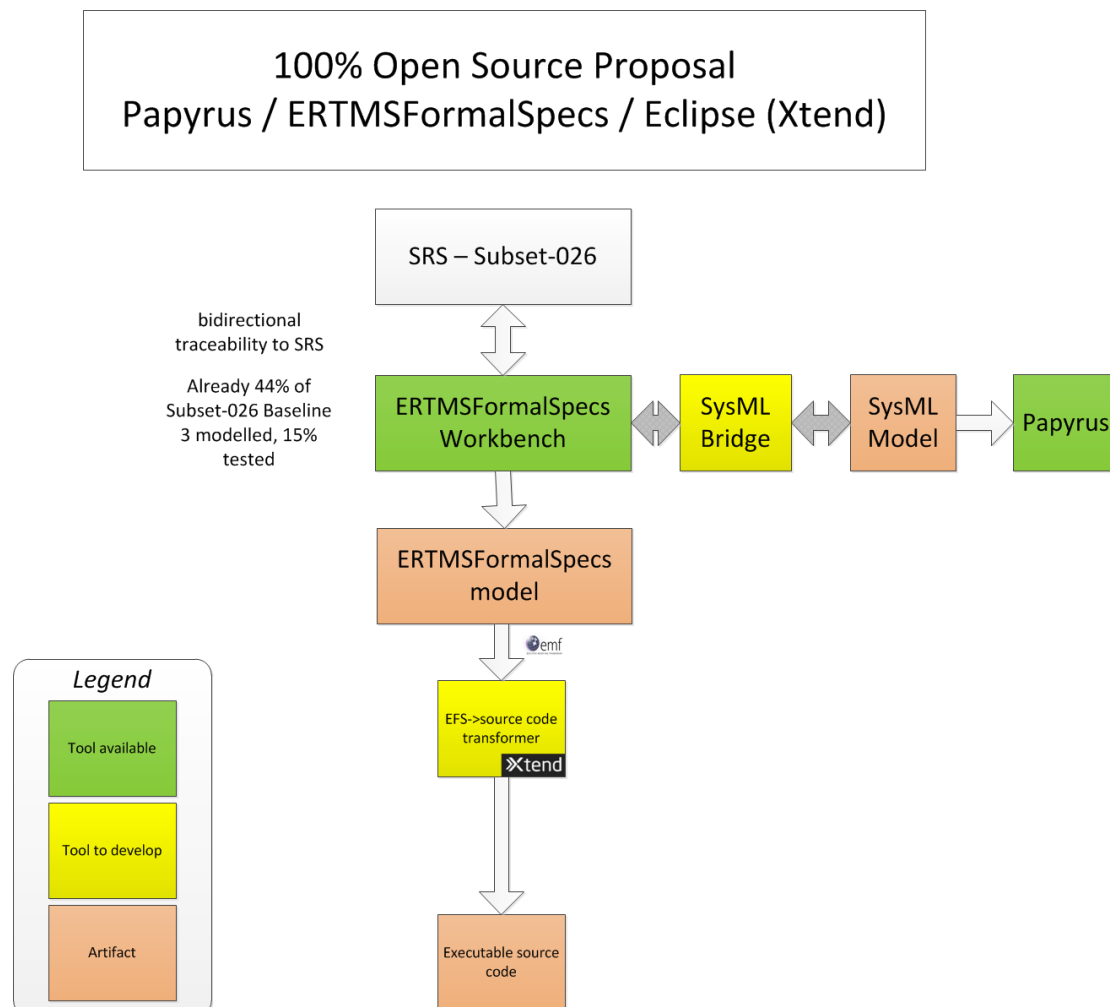 100% Open Source Proposal
Papyrus / ERTMSFormalSpecs / Eclipse (Xtend)
SRS – Subset-026
bidirectional
traceability to SRS
Already 44% of
Subset-026 Baseline
3 modelled, 15%
tested
ERTMSFormalSpecs
Workbench
SysML
Bridge
SysML
Model
Papyrus
ERTMSFormalSpecs
model
emf
EFS->source code
transformer
Xtend
Executable source
code
Legend
Tool available
Tool to develop
Artifact